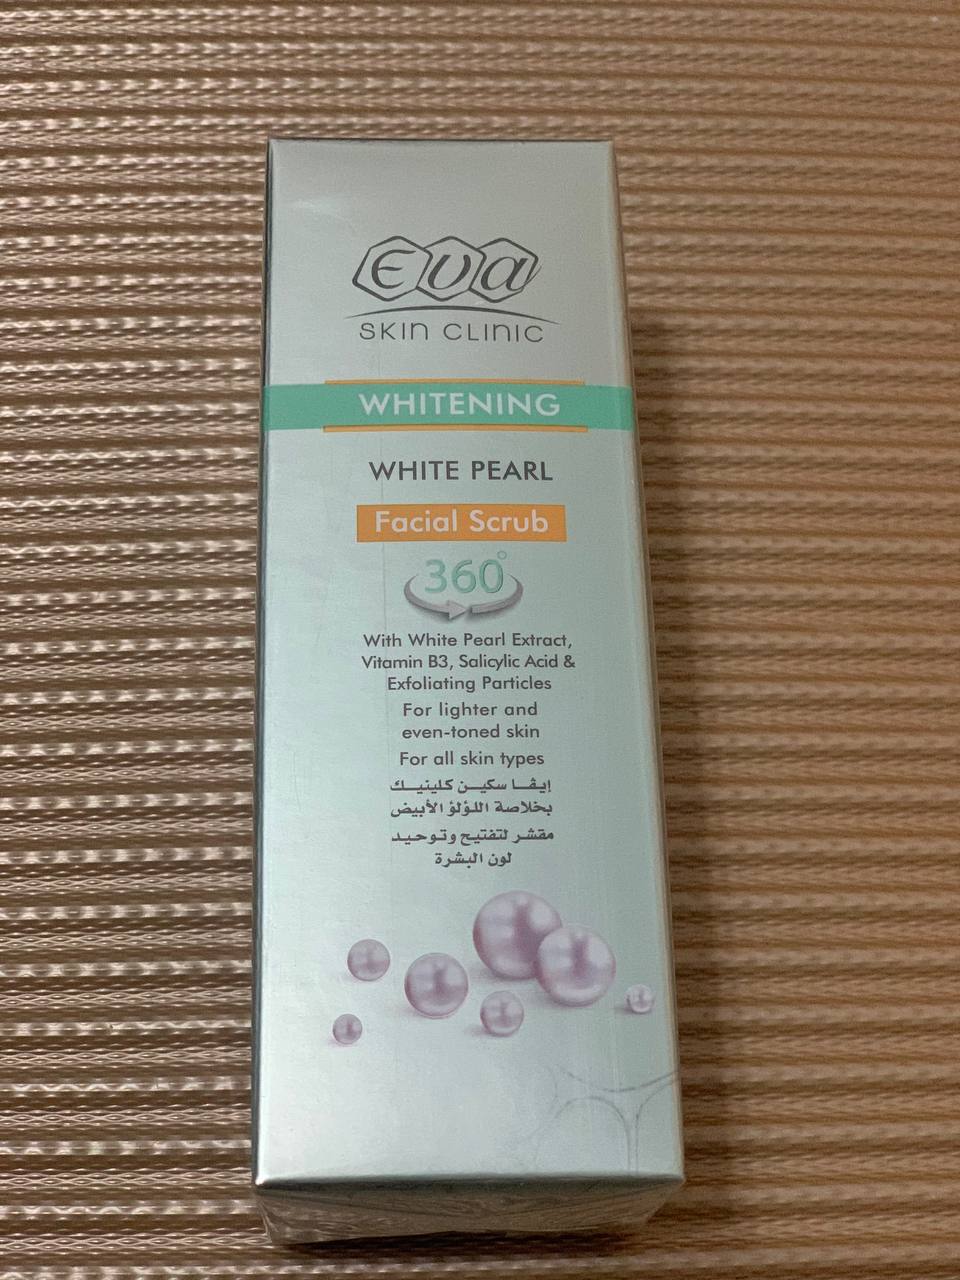 Eva
SKIN CLINIC
WHITENING
WHITE PEARL
Facial Scrub
360°
With White Pearl Extract,
Vitamin B3, Salicylic Acid &
Exfoliating Particles
For lighter and
even-toned skin
For all skin types
إيڤا سكين كلينيك
بخلاصة اللؤلؤ الأبيض
مقشر لتفتيح وتوحيد
لون البشرة